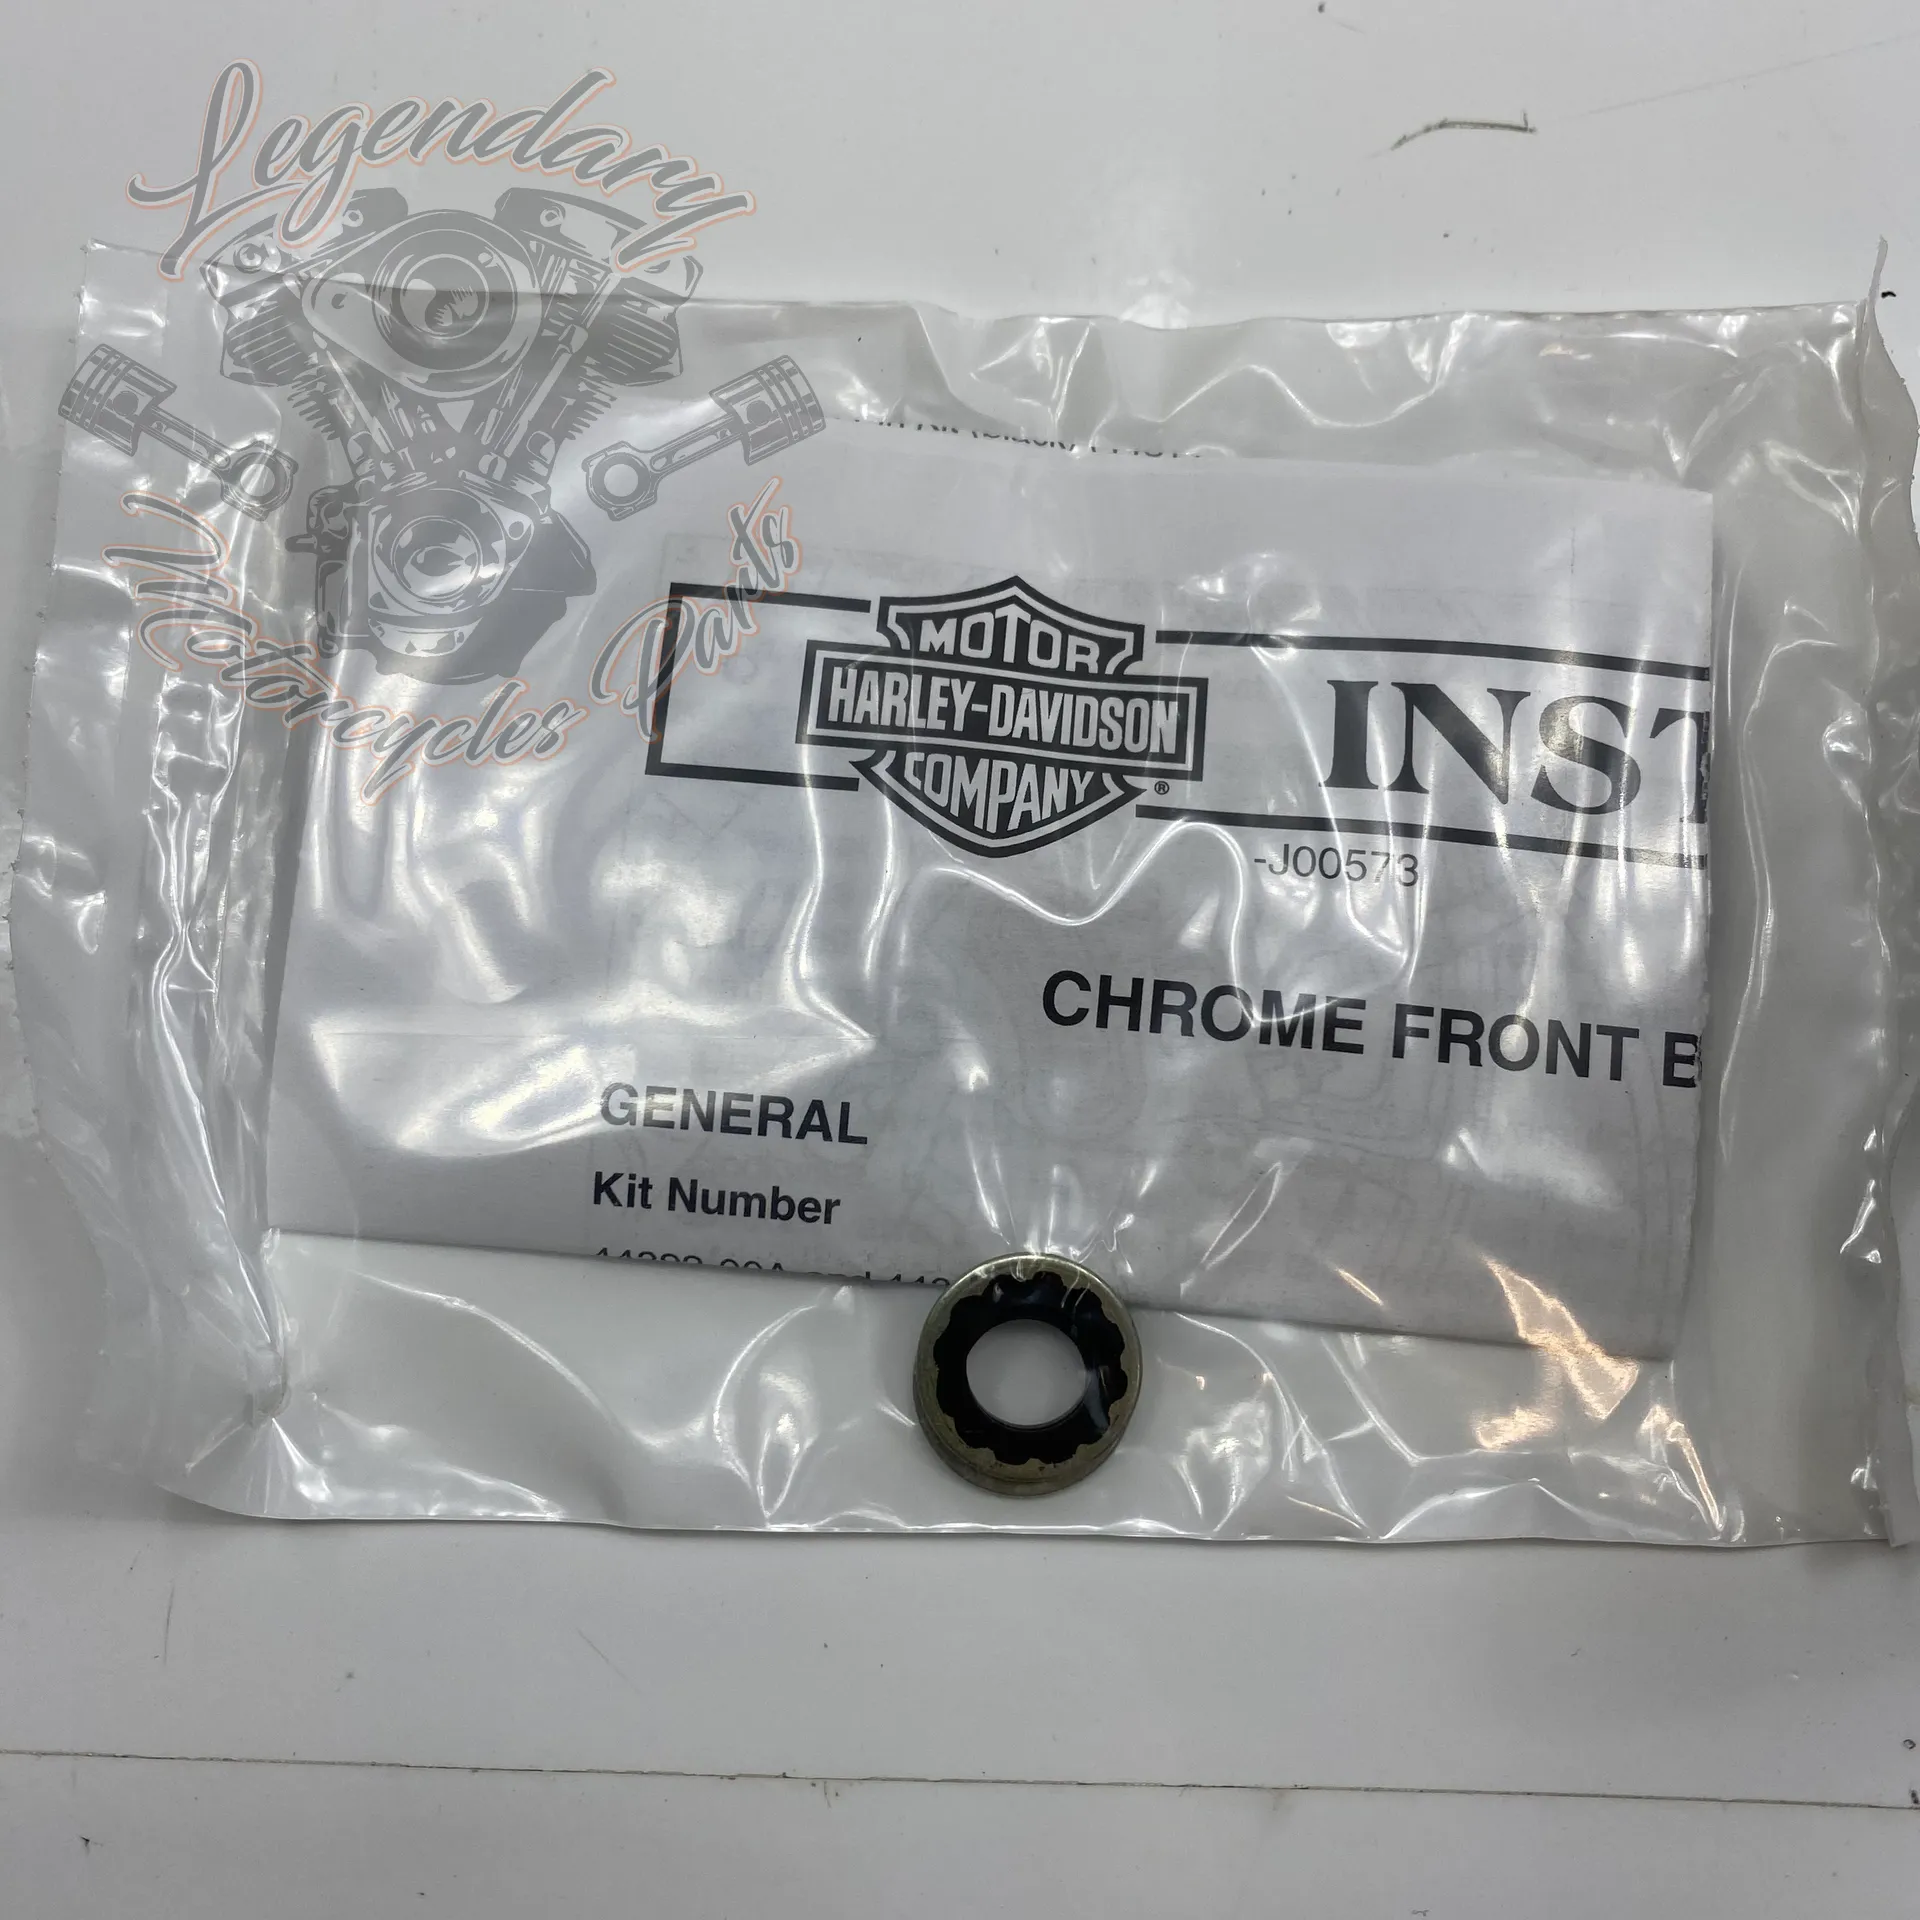 Legendary
Motorcycles Parts
MOTOR
HARLEY-DAVIDSON
COMPANY
®
INST
-J00573
CHROME FRONT B
GENERAL
Kit Number